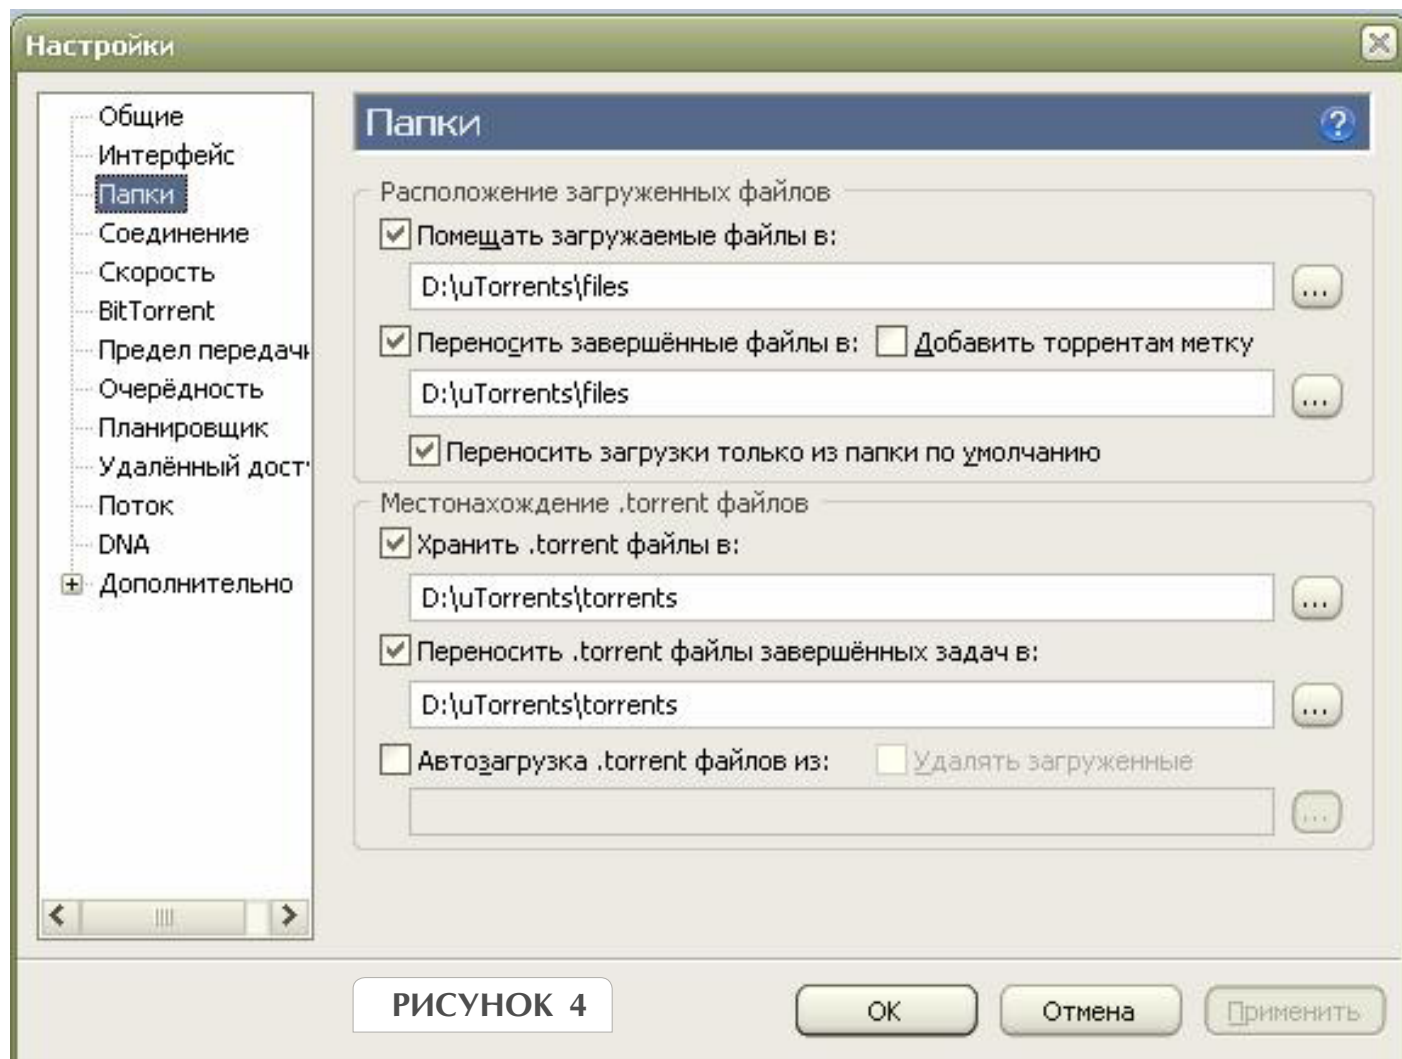 Настройки
Общие
Интерфейс
Папки
Соединение
Скорость
BitTorrent
Предел передачи
Очерёдность
Планировщик
Удалённый дост
Поток
DNA
Дополнительно
Папки
Расположение загруженных файлов
Помещать загружаемые файлы в:
D:\uTorrents\files
...
Переносить завершённые файлы в: Добавить торрентам метку
D:\uTorrents\files
...
Переносить загрузки только из папки по умолчанию
Местонахождение .torrent файлов
Хранить .torrent файлы в:
D:\uTorrents\torrents
...
Переносить .torrent файлы завершённых задач в:
D:\uTorrents\torrents
...
Автозагрузка .torrent файлов из: Удалять загруженные
...
РИСУНОК 4
OK
Отмена
Применить